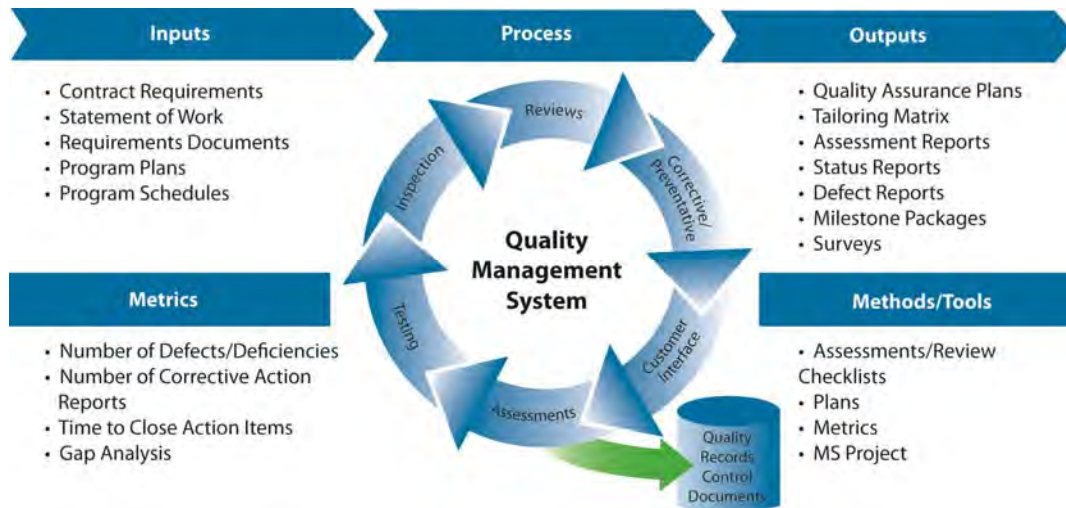 Inputs
Process
Outputs
• Contract Requirements
• Statement of Work
• Requirements Documents
• Program Plans
• Program Schedules
Reviews
Corrective/
preventative
Customer
Interface
Assessments
Testing
Inspection
Quality
Management
System
• Quality Assurance Plans
• Tailoring Matrix
• Assessment Reports
• Status Reports
• Defect Reports
• Milestone Packages
• Surveys
Metrics
Methods/Tools
• Number of Defects/Deficiencies
• Number of Corrective Action
Reports
• Time to Close Action Items
• Gap Analysis
Quality
Records
Control
Documents
• Assessments/Review
Checklists
• Plans
• Metrics
• MS Project